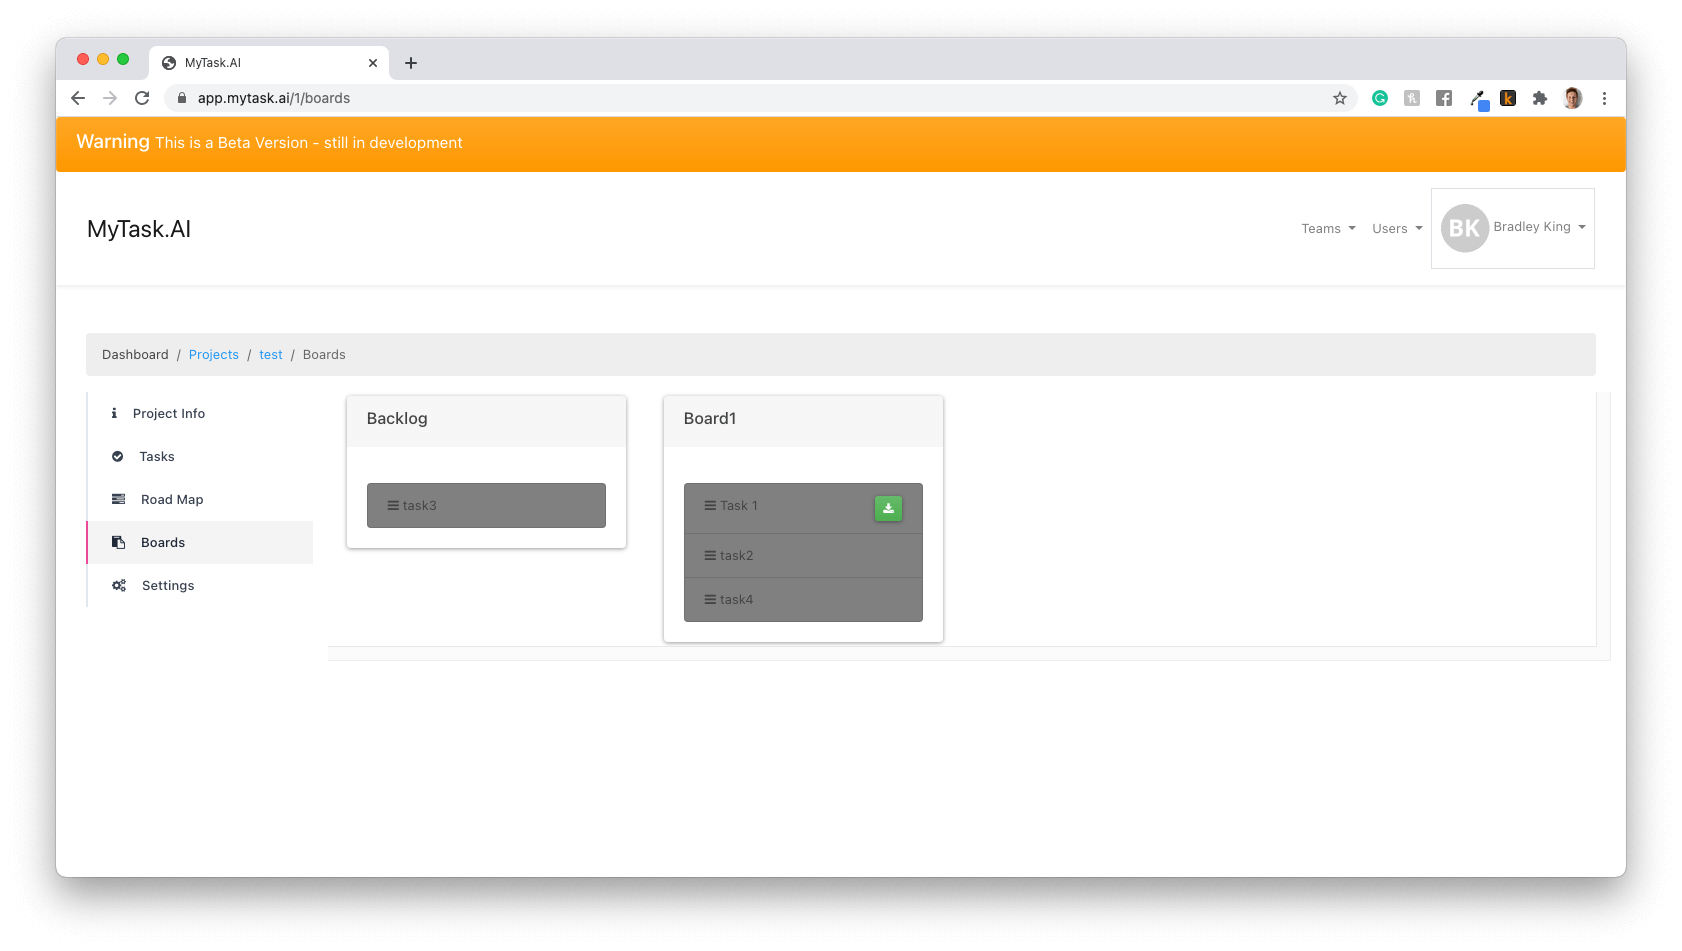 MyTask.AI
app.mytask.ai/1/boards
Warning This is a Beta Version - still in development
MyTask.AI
Teams
Users
BK
Bradley King
Dashboard / Projects / test / Boards
Project Info
Tasks
Road Map
Boards
Settings
Backlog
task3
Board1
Task 1
task2
task4